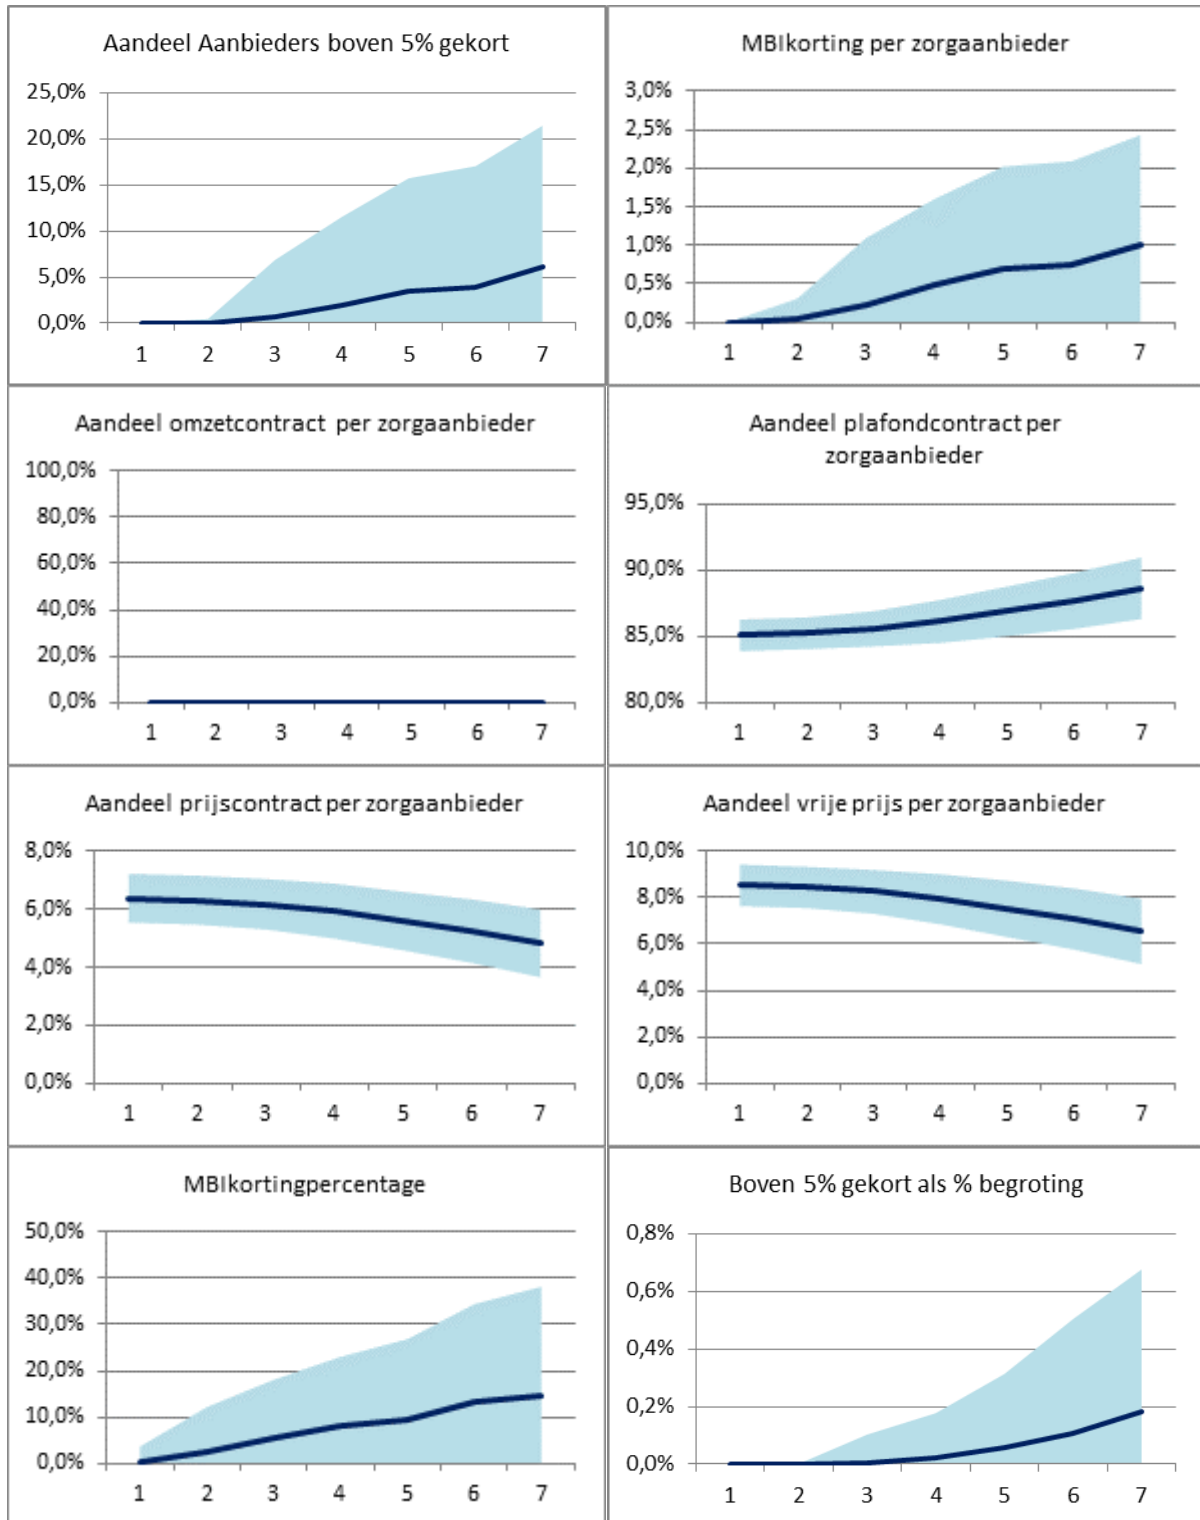 Aandeel Aanbieders boven 5% gekort
25,0%
20,0%
15,0%
10,0%
5,0%
0,0%
1 2 3 4 5 6 7
MBIkorting per zorgaanbieder
3,0%
2,5%
2,0%
1,5%
1,0%
0,5%
0,0%
1 2 3 4 5 6 7
Aandeel omzetcontract per zorgaanbieder
100,0%
80,0%
60,0%
40,0%
20,0%
0,0%
1 2 3 4 5 6 7
Aandeel plafondcontract per
zorgaanbieder
95,0%
90,0%
85,0%
80,0%
1 2 3 4 5 6 7
Aandeel prijscontract per zorgaanbieder
8,0%
6,0%
4,0%
2,0%
0,0%
1 2 3 4 5 6 7
Aandeel vrije prijs per zorgaanbieder
10,0%
8,0%
6,0%
4,0%
2,0%
0,0%
1 2 3 4 5 6 7
MBIkortingpercentage
50,0%
40,0%
30,0%
20,0%
10,0%
0,0%
1 2 3 4 5 6 7
Boven 5% gekort als % begroting
0,8%
0,6%
0,4%
0,2%
0,0%
1 2 3 4 5 6 7